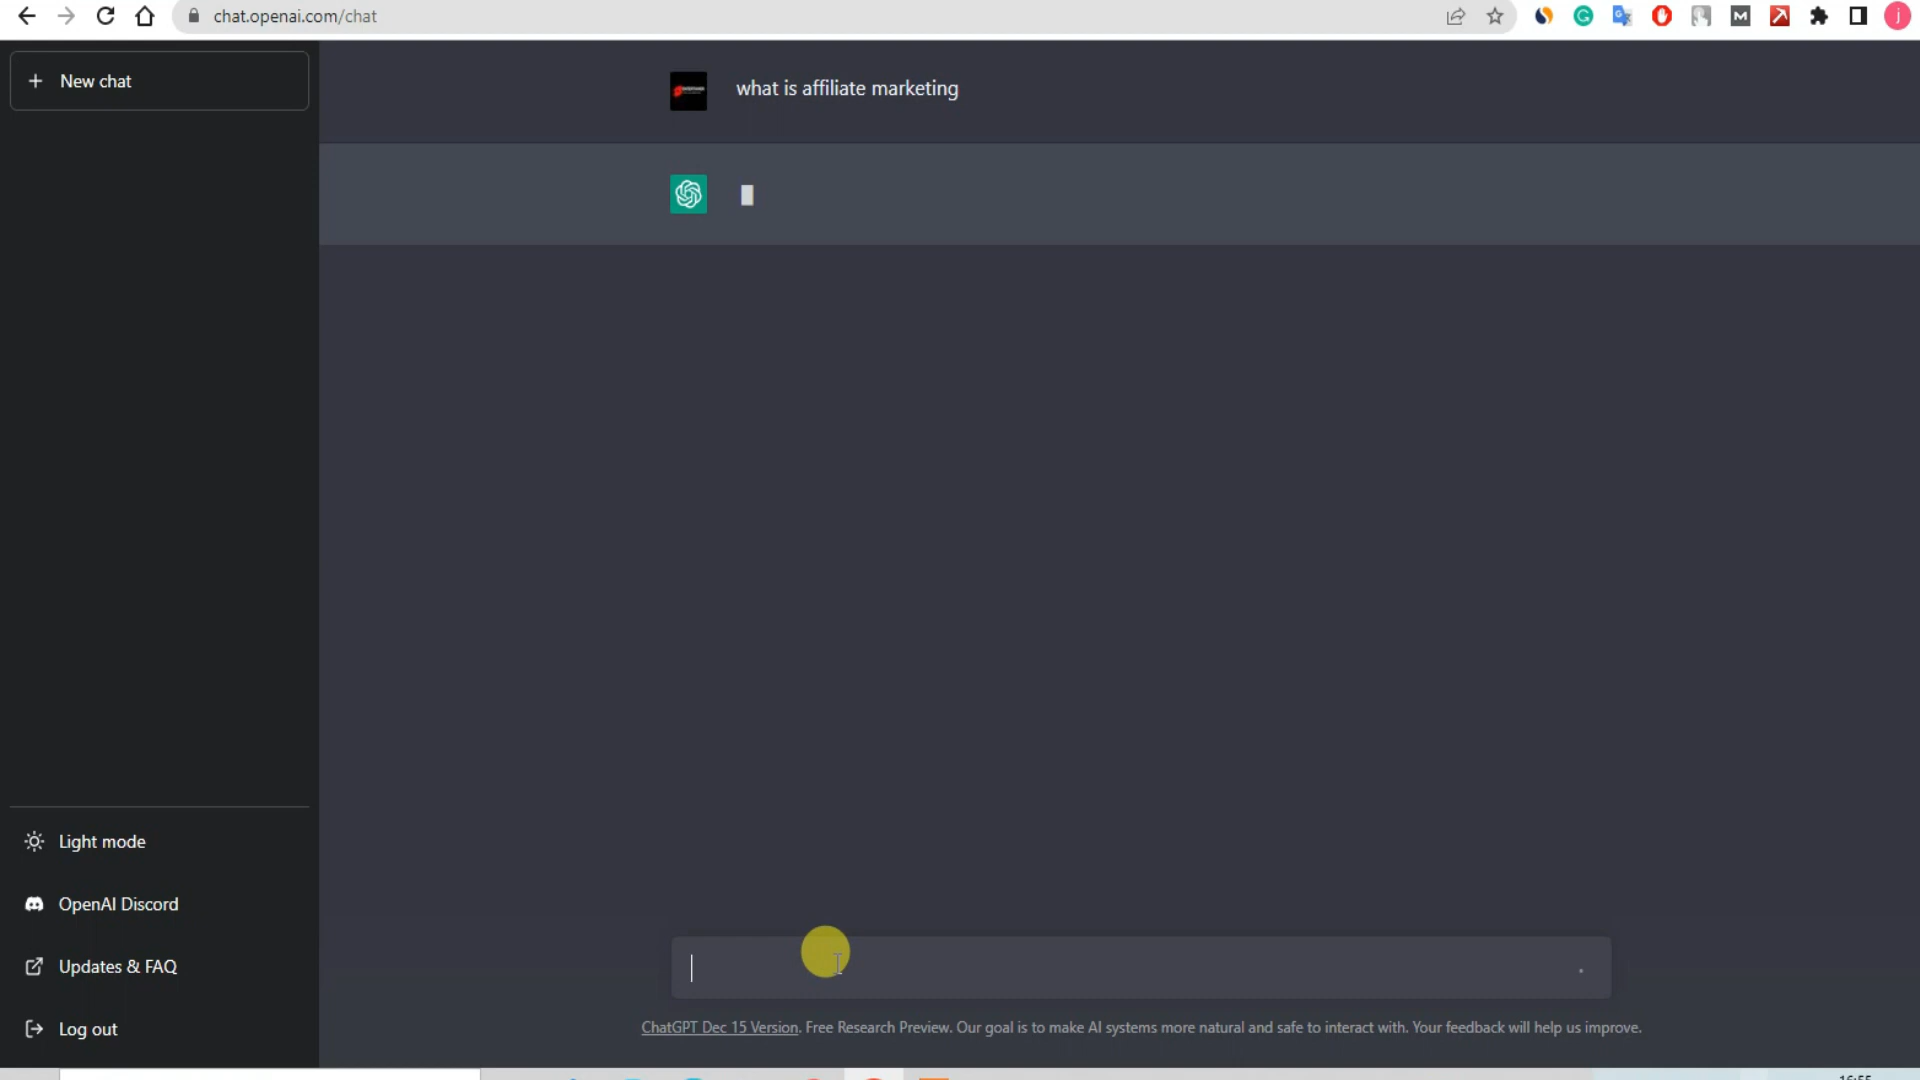 chat.openai.com/chat
New chat
what is affiliate marketing
Light mode
OpenAI Discord
Updates & FAQ
Log out
ChatGPT Dec 15 Version. Free Research Preview. Our goal is to make AI systems more natural and safe to interact with. Your feedback will help us improve.